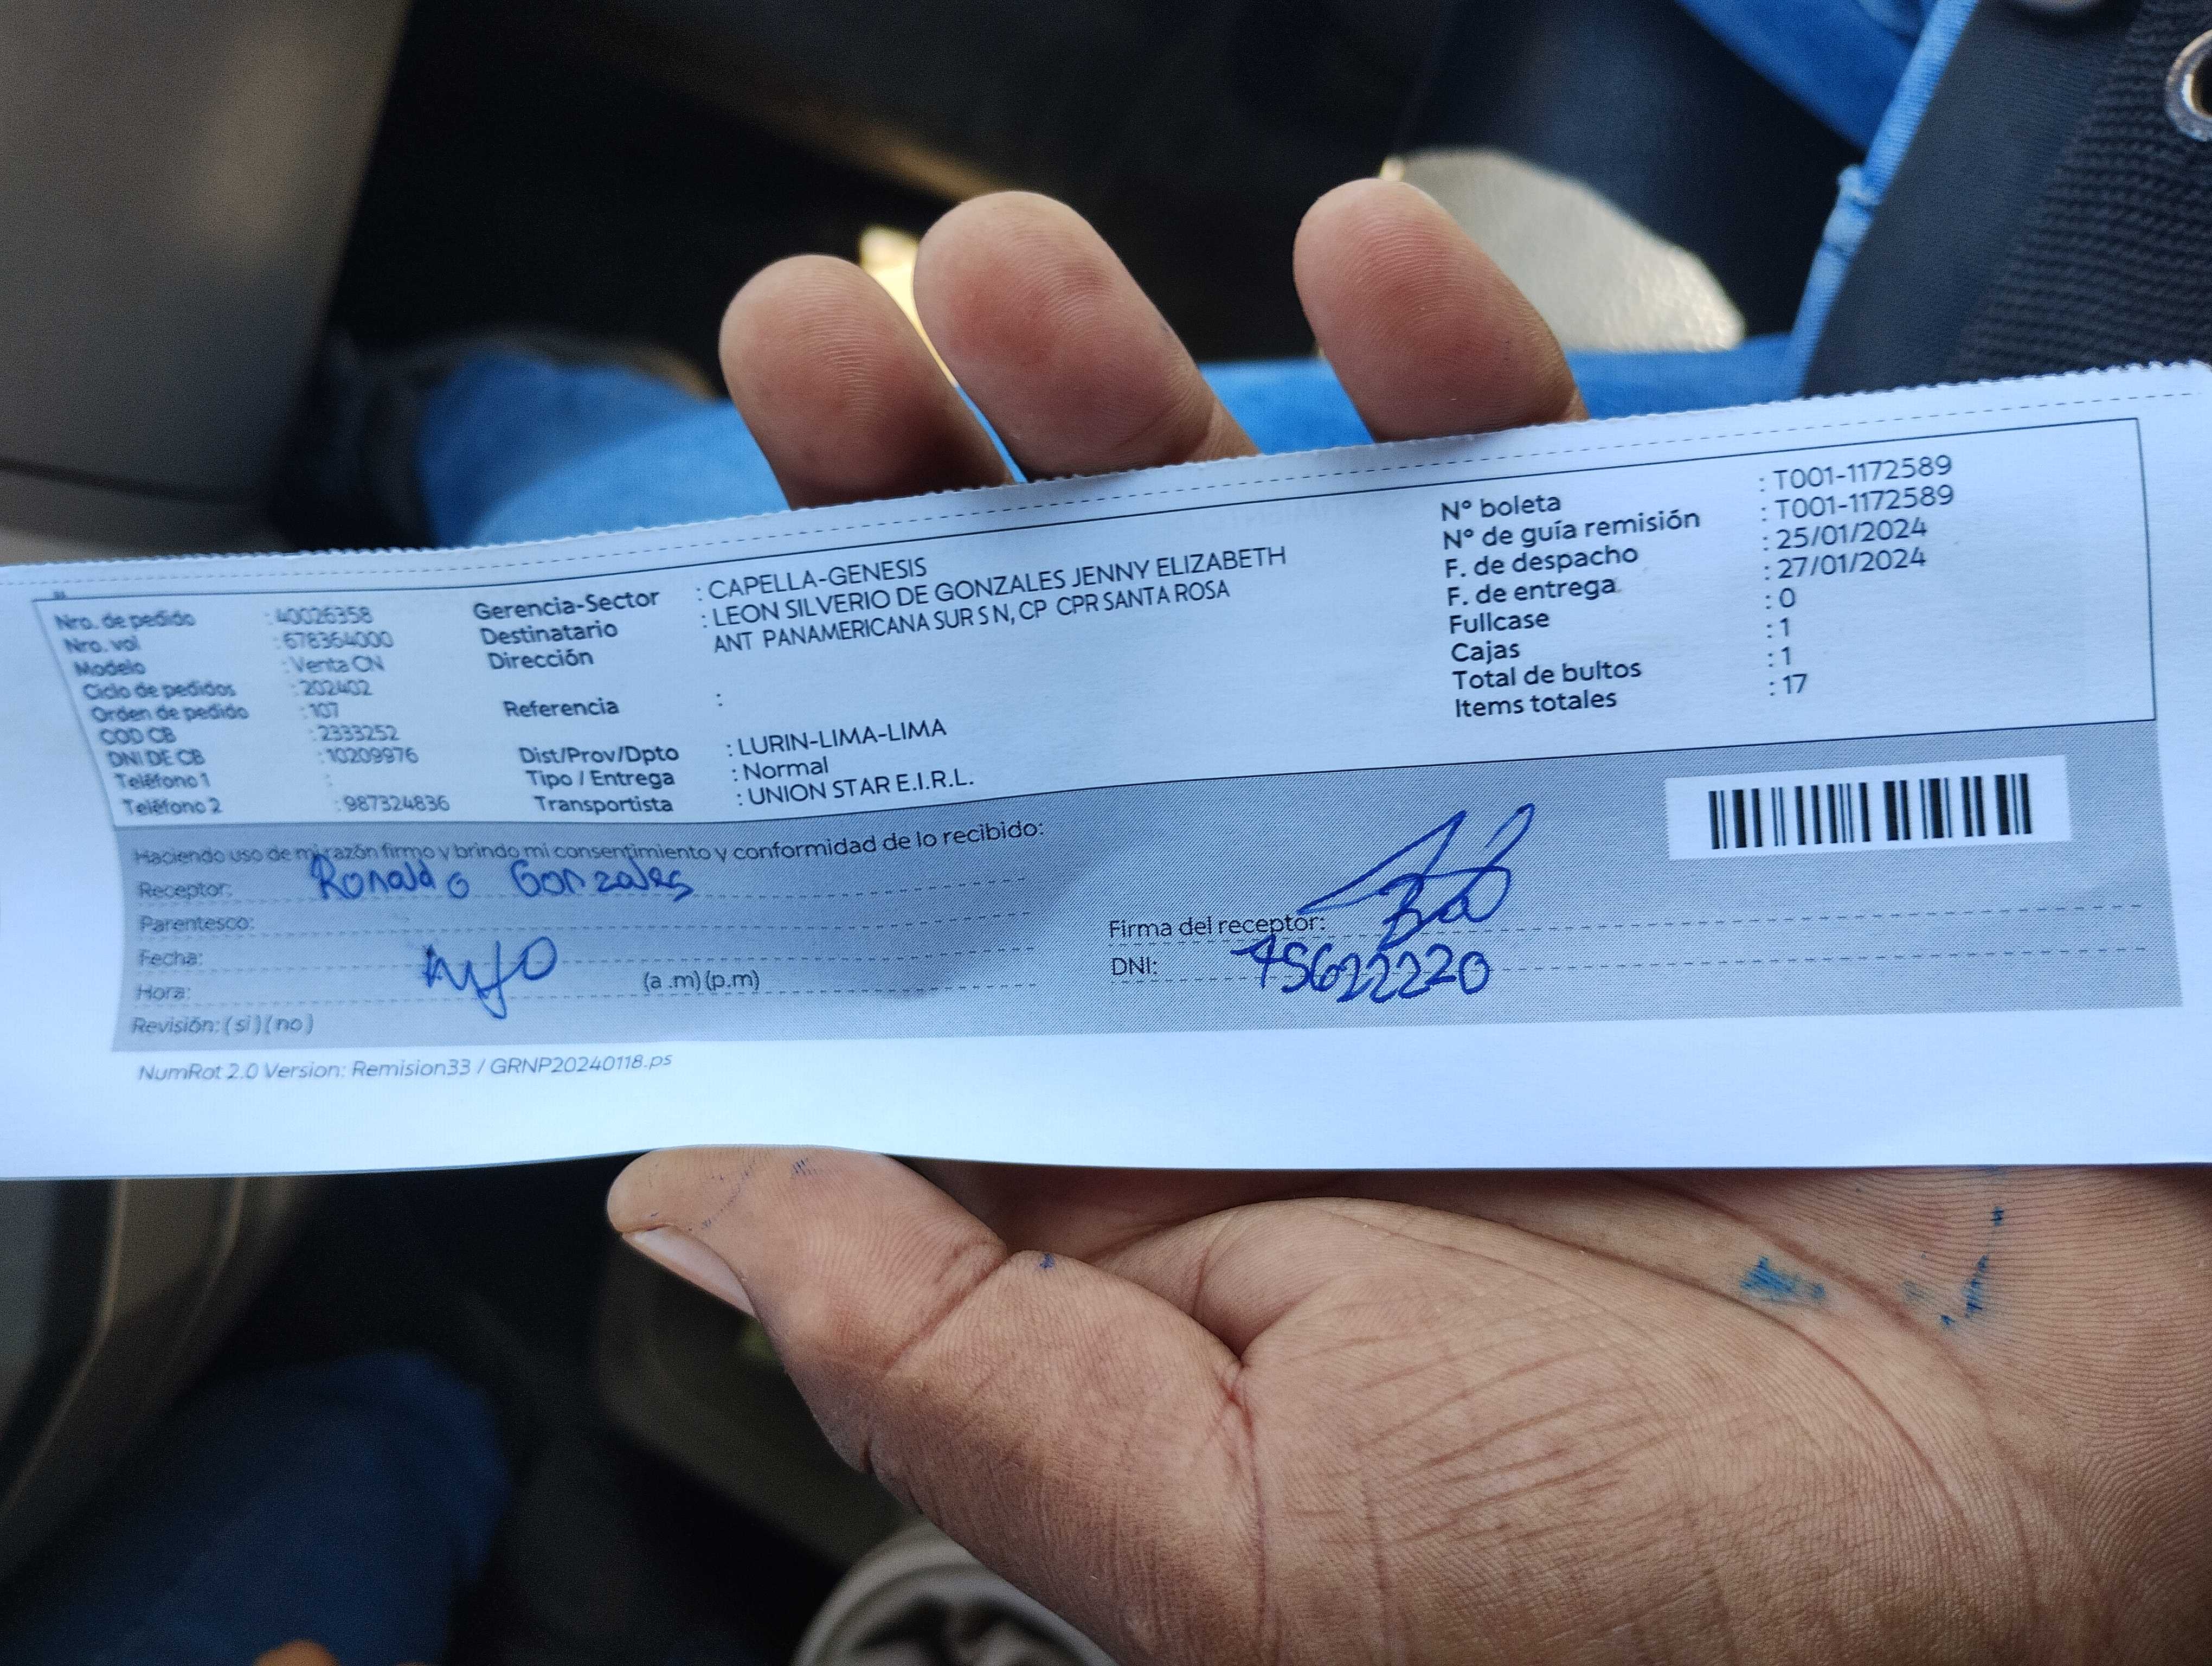 Nro. de pedido : 40026358
Nro. vol : 678364000
Modelo : Venta CN
Ciclo de pedidos : 202402
Orden de pedido : 107
COD CB : 2333252
DNI DE CB : 10209976
Teléfono 1 :
Teléfono 2 : 987324836
Gerencia-Sector : CAPELLA-GENESIS
Destinatario : LEON SILVERIO DE GONZALES JENNY ELIZABETH
Dirección ANT PANAMERICANA SUR S N, CP CPR SANTA ROSA
Referencia :
Dist/Prov/Dpto : LURIN-LIMA-LIMA
Tipo / Entrega : Normal
Transportista : UNION STAR E.I.R.L.
N° boleta : T001-1172589
N° de guía remisión : T001-1172589
F. de despacho : 25/01/2024
F. de entrega : 27/01/2024
Fullcase : 0
Cajas : 1
Total de bultos : 1
Items totales : 17
Haciendo uso de mi razón firmo y brindo mi consentimiento y conformidad de lo recibido:
Receptor: Ronaldo Gonzales
Parentesco:
Fecha:
Hora: (a .m) (p.m)
Revisión: ( si ) ( no )
Firma del receptor:
DNI: 75622220
NumRot 2.0 Version: Remision33 / GRNP20240118.ps